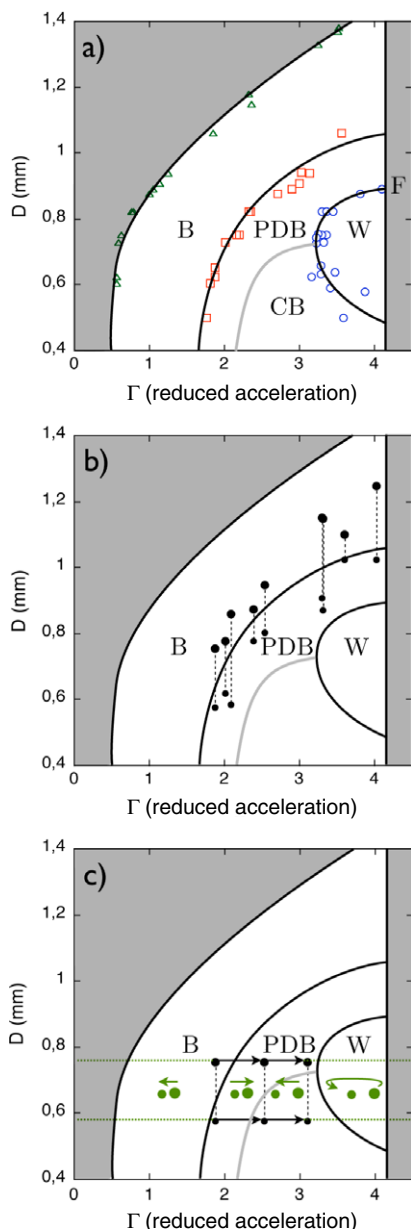 a)
1,4
1,2
1
0,8
0,6
0,4
D (mm)
B
PDB
W
F
CB
0
1
2
3
4
Γ (reduced acceleration)
b)
1,4
1,2
1
0,8
0,6
0,4
D (mm)
B
PDB
W
0
1
2
3
4
Γ (reduced acceleration)
c)
1,4
1,2
1
0,8
0,6
0,4
D (mm)
B
PDB
W
0
1
2
3
4
Γ (reduced acceleration)